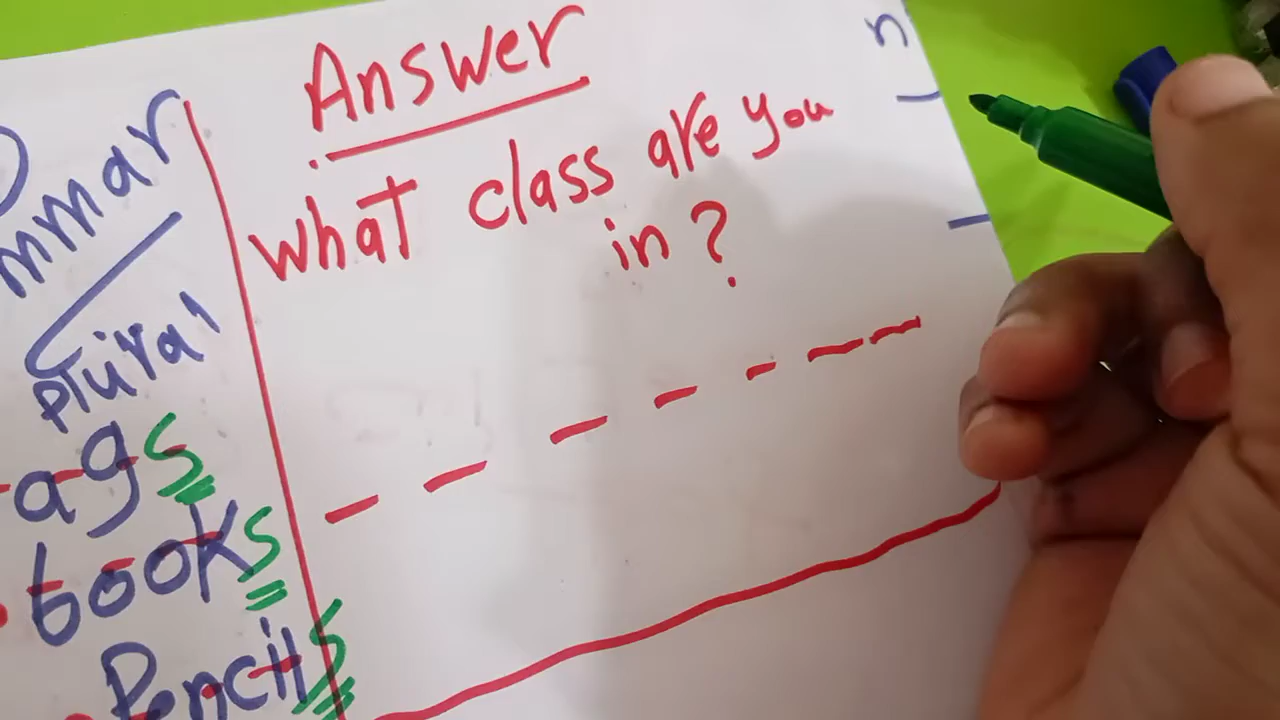 Answer
what class are you
in?
n
mmar
plural
ags
books
Pencils